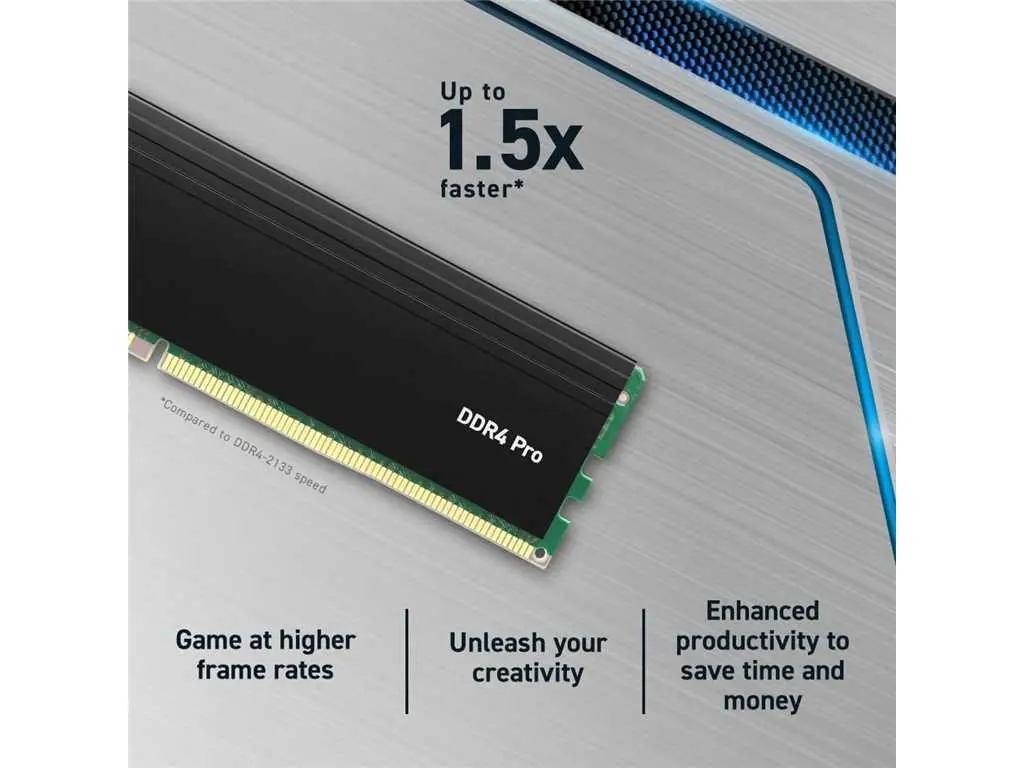 Up to
1.5x
faster*
DDR4 Pro
*Compared to DDR4-2133 speed
Game at higher
frame rates
Unleash your
creativity
Enhanced
productivity to
save time and
money